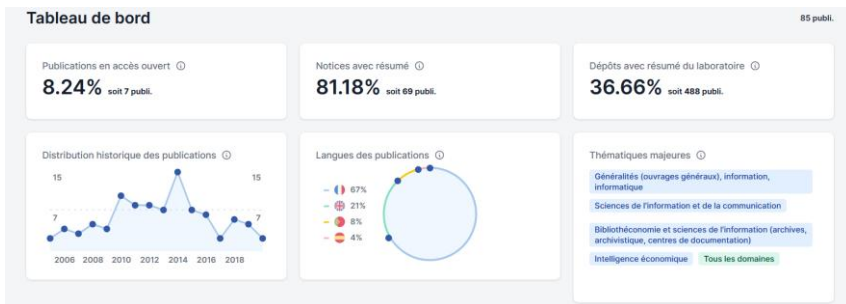 Tableau de bord
85 publi.
Publications en accès ouvert
8.24% soit 7 publi.
Notices avec résumé
81.18% soit 69 publi.
Dépôts avec résumé du laboratoire
36.66% soit 488 publi.
Distribution historique des publications
15 15
7 7
2006 2008 2010 2012 2014 2016 2018
Langues des publications
67%
21%
8%
4%
Thématiques majeures
Généralités (ouvrages généraux), information,
informatique
Sciences de l'information et de la communication
Bibliothéconomie et sciences de l'information (archives,
archivistique, centres de documentation)
Intelligence économique Tous les domaines